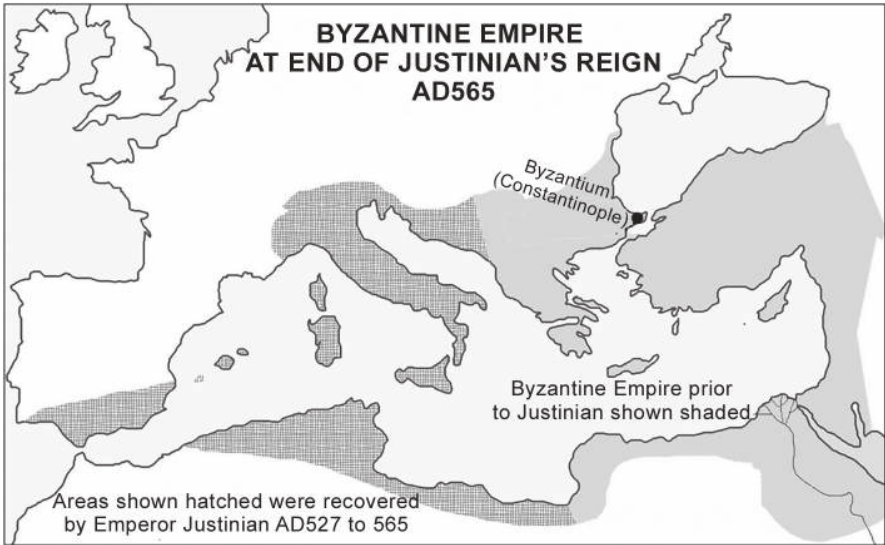 BYZANTINE EMPIRE
AT END OF JUSTINIAN'S REIGN
AD565
Byzantium
(Constantinople)
Byzantine Empire prior
to Justinian shown shaded
Areas shown hatched were recovered
by Emperor Justinian AD527 to 565